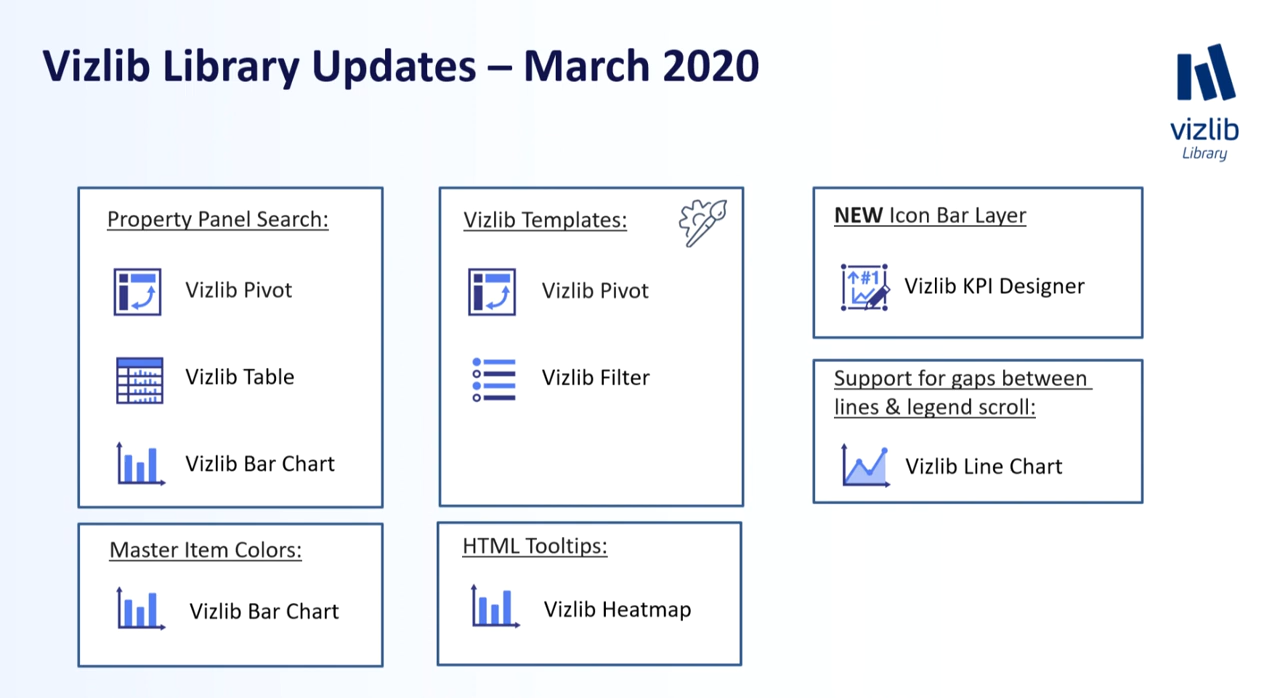 Vizlib Library Updates – March 2020
vizlib
Library
Property Panel Search:
Vizlib Pivot
Vizlib Table
Vizlib Bar Chart
Master Item Colors:
Vizlib Bar Chart
Vizlib Templates:
Vizlib Pivot
Vizlib Filter
HTML Tooltips:
Vizlib Heatmap
NEW Icon Bar Layer
#1
Vizlib KPI Designer
Support for gaps between
lines & legend scroll:
Vizlib Line Chart